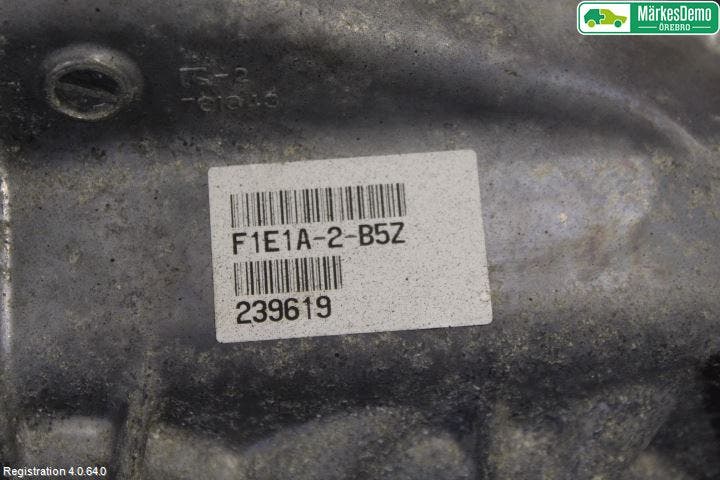 MärkesDemo
ÖREBRO
F1E1A-2-B5Z
239619
Registration 4.0.64.0